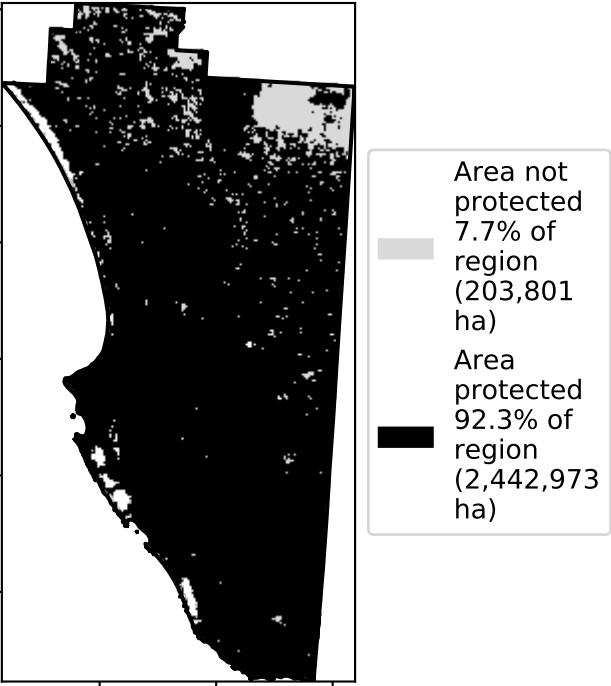 Area not
protected
7.7% of
region
(203,801
ha)
Area
protected
92.3% of
region
(2,442,973
ha)